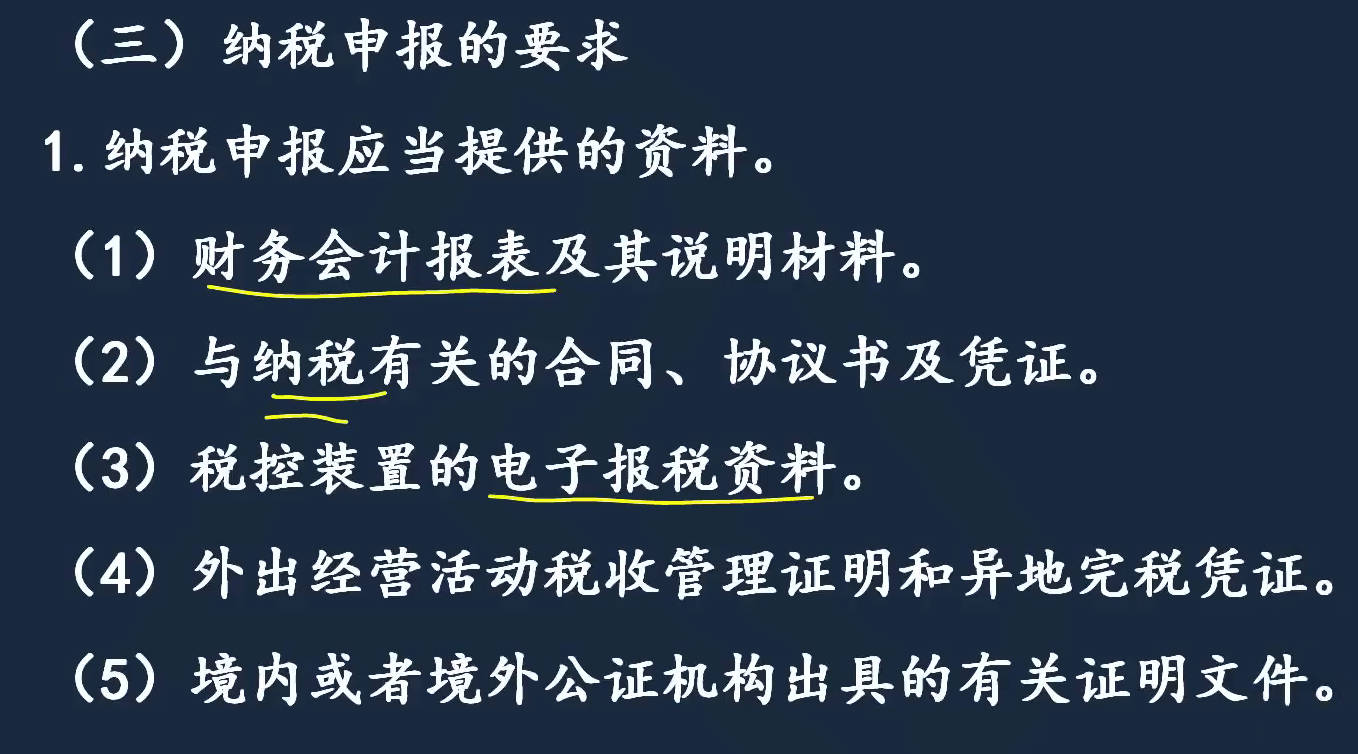 （三）纳税申报的要求
1.纳税申报应当提供的资料。
（1）财务会计报表及其说明材料。
（2）与纳税有关的合同、协议书及凭证。
（3）税控装置的电子报税资料。
（4）外出经营活动税收管理证明和异地完税凭证。
（5）境内或者境外公证机构出具的有关证明文件。